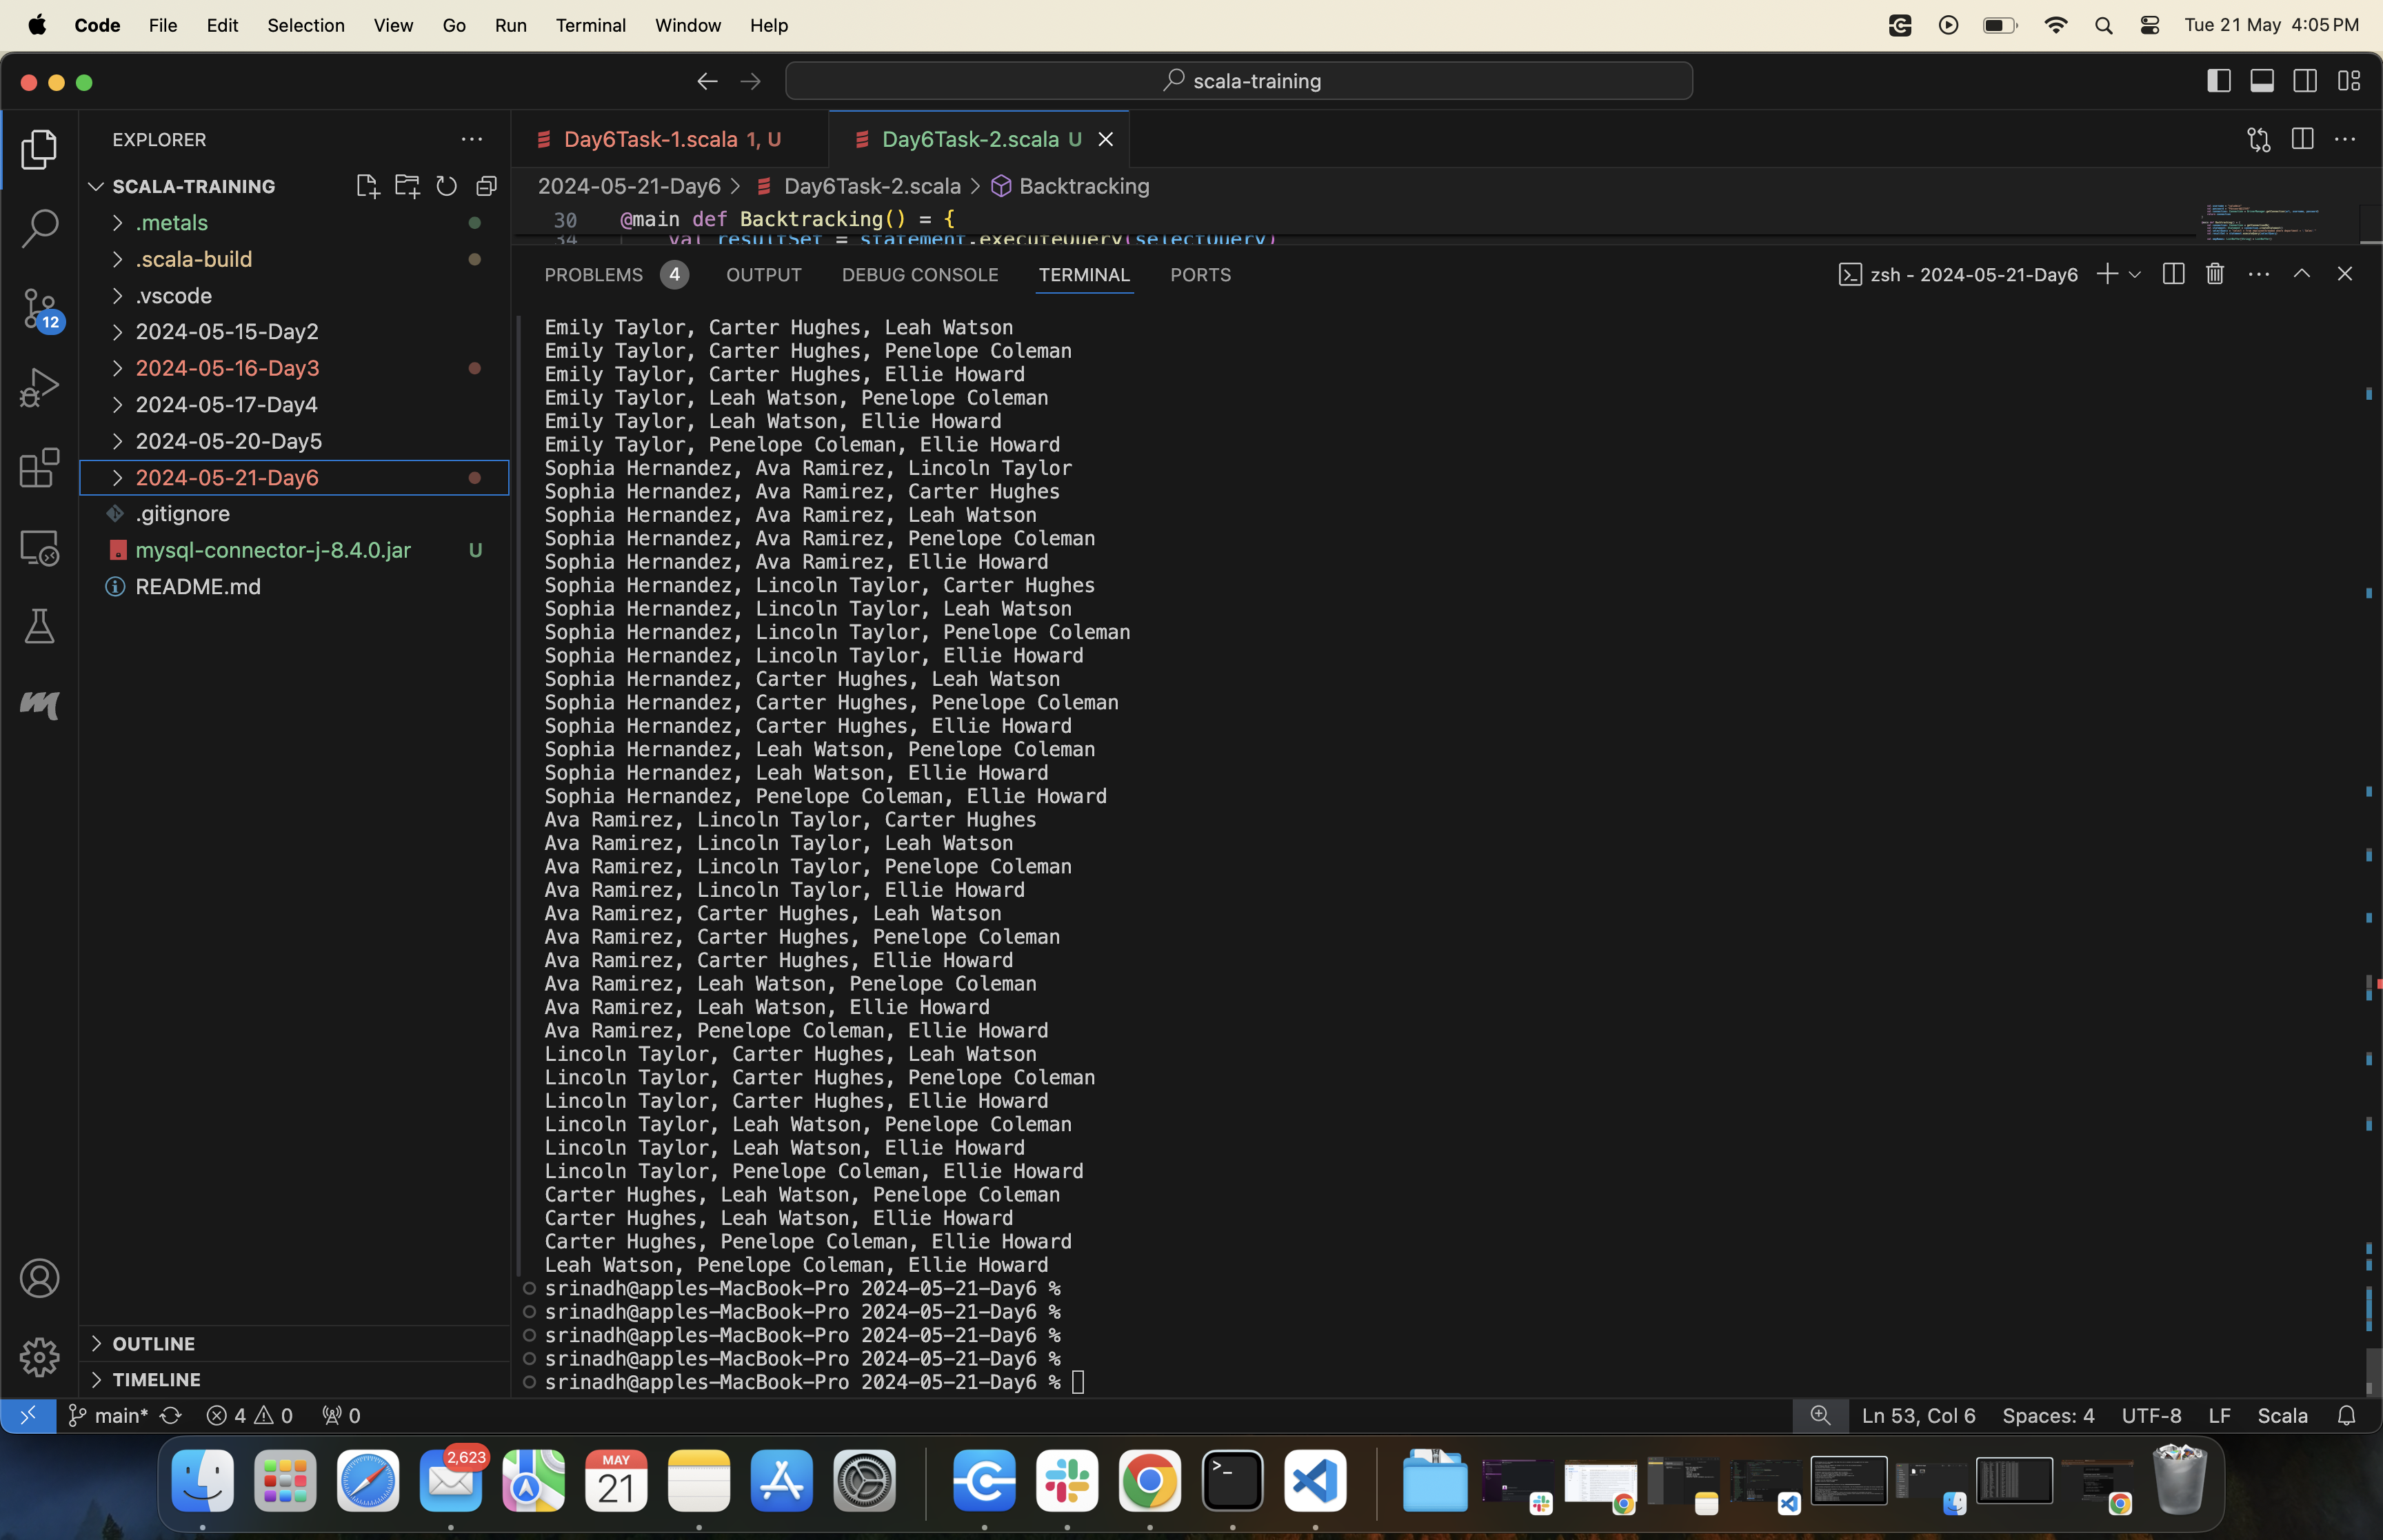 Code File Edit Selection View Go Run Terminal Window Help Tue 21 May 4:05 PM
scala-training
EXPLORER
SCALA-TRAINING
.metals
.scala-build
.vscode
2024-05-15-Day2
2024-05-16-Day3
2024-05-17-Day4
2024-05-20-Day5
2024-05-21-Day6
.gitignore
mysql-connector-j-8.4.0.jar U
README.md
OUTLINE
TIMELINE
12
Day6Task-1.scala 1, U Day6Task-2.scala U
2024-05-21-Day6 > Day6Task-2.scala > Backtracking
30 @main def Backtracking() = {
34 val resultSet = statement.executeQuery(selectQuery)
PROBLEMS 4 OUTPUT DEBUG CONSOLE TERMINAL PORTS zsh - 2024-05-21-Day6
Emily Taylor, Carter Hughes, Leah Watson
Emily Taylor, Carter Hughes, Penelope Coleman
Emily Taylor, Carter Hughes, Ellie Howard
Emily Taylor, Leah Watson, Penelope Coleman
Emily Taylor, Leah Watson, Ellie Howard
Emily Taylor, Penelope Coleman, Ellie Howard
Sophia Hernandez, Ava Ramirez, Lincoln Taylor
Sophia Hernandez, Ava Ramirez, Carter Hughes
Sophia Hernandez, Ava Ramirez, Leah Watson
Sophia Hernandez, Ava Ramirez, Penelope Coleman
Sophia Hernandez, Ava Ramirez, Ellie Howard
Sophia Hernandez, Lincoln Taylor, Carter Hughes
Sophia Hernandez, Lincoln Taylor, Leah Watson
Sophia Hernandez, Lincoln Taylor, Penelope Coleman
Sophia Hernandez, Lincoln Taylor, Ellie Howard
Sophia Hernandez, Carter Hughes, Leah Watson
Sophia Hernandez, Carter Hughes, Penelope Coleman
Sophia Hernandez, Carter Hughes, Ellie Howard
Sophia Hernandez, Leah Watson, Penelope Coleman
Sophia Hernandez, Leah Watson, Ellie Howard
Sophia Hernandez, Penelope Coleman, Ellie Howard
Ava Ramirez, Lincoln Taylor, Carter Hughes
Ava Ramirez, Lincoln Taylor, Leah Watson
Ava Ramirez, Lincoln Taylor, Penelope Coleman
Ava Ramirez, Lincoln Taylor, Ellie Howard
Ava Ramirez, Carter Hughes, Leah Watson
Ava Ramirez, Carter Hughes, Penelope Coleman
Ava Ramirez, Carter Hughes, Ellie Howard
Ava Ramirez, Leah Watson, Penelope Coleman
Ava Ramirez, Leah Watson, Ellie Howard
Ava Ramirez, Penelope Coleman, Ellie Howard
Lincoln Taylor, Carter Hughes, Leah Watson
Lincoln Taylor, Carter Hughes, Penelope Coleman
Lincoln Taylor, Carter Hughes, Ellie Howard
Lincoln Taylor, Leah Watson, Penelope Coleman
Lincoln Taylor, Leah Watson, Ellie Howard
Lincoln Taylor, Penelope Coleman, Ellie Howard
Carter Hughes, Leah Watson, Penelope Coleman
Carter Hughes, Leah Watson, Ellie Howard
Carter Hughes, Penelope Coleman, Ellie Howard
Leah Watson, Penelope Coleman, Ellie Howard
srinadh@apples-MacBook-Pro 2024-05-21-Day6 %
srinadh@apples-MacBook-Pro 2024-05-21-Day6 %
srinadh@apples-MacBook-Pro 2024-05-21-Day6 %
srinadh@apples-MacBook-Pro 2024-05-21-Day6 %
srinadh@apples-MacBook-Pro 2024-05-21-Day6 %
main* 4 0 0 Ln 53, Col 6 Spaces: 4 UTF-8 LF Scala
2,623
MAY
21